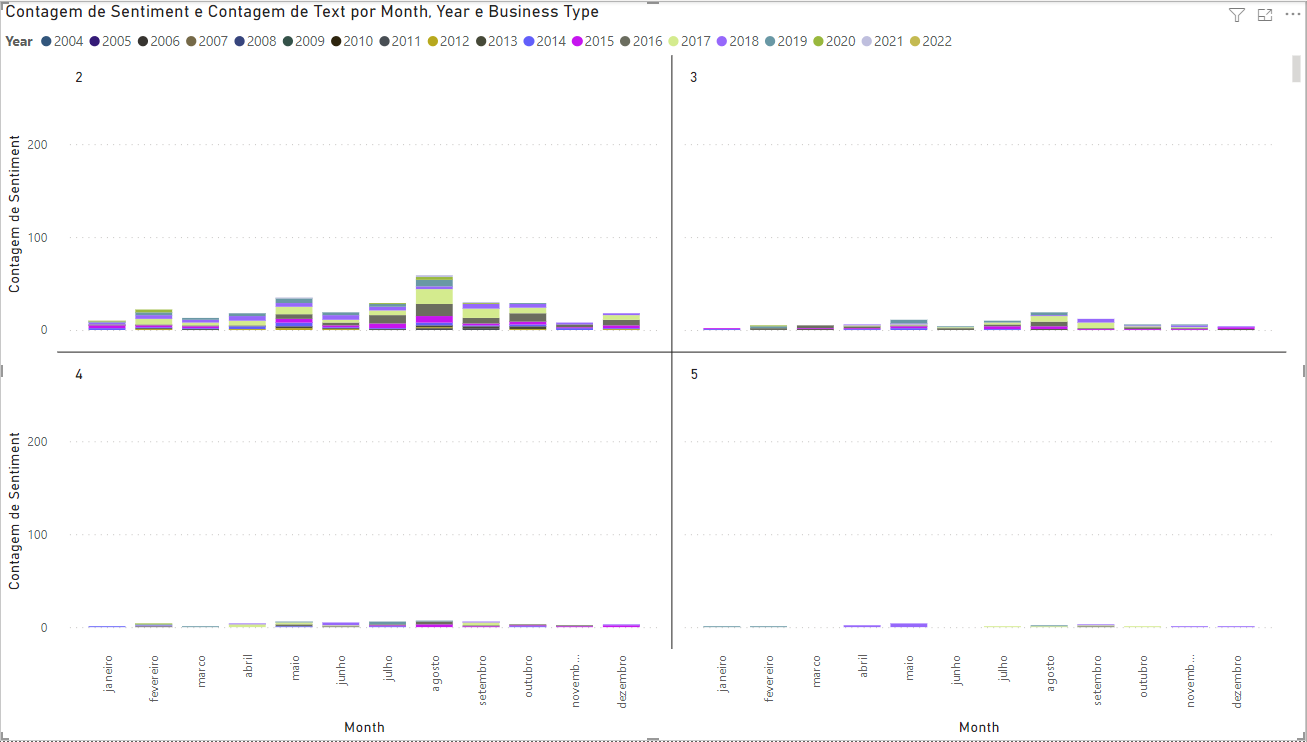 Contagem de Sentiment e Contagem de Text por Month, Year e Business Type
Year 2004 2005 2006 2007 2008 2009 2010 2011 2012 2013 2014 2015 2016 2017 2018 2019 2020 2021 2022
2 3
Contagem de Sentiment
200
100
0
4 5
Contagem de Sentiment
200
100
0
janeiro fevereiro marco abril maio junho julho agosto setembro outubro novemb... dezembro janeiro fevereiro marco abril maio junho julho agosto setembro outubro novemb... dezembro
Month Month